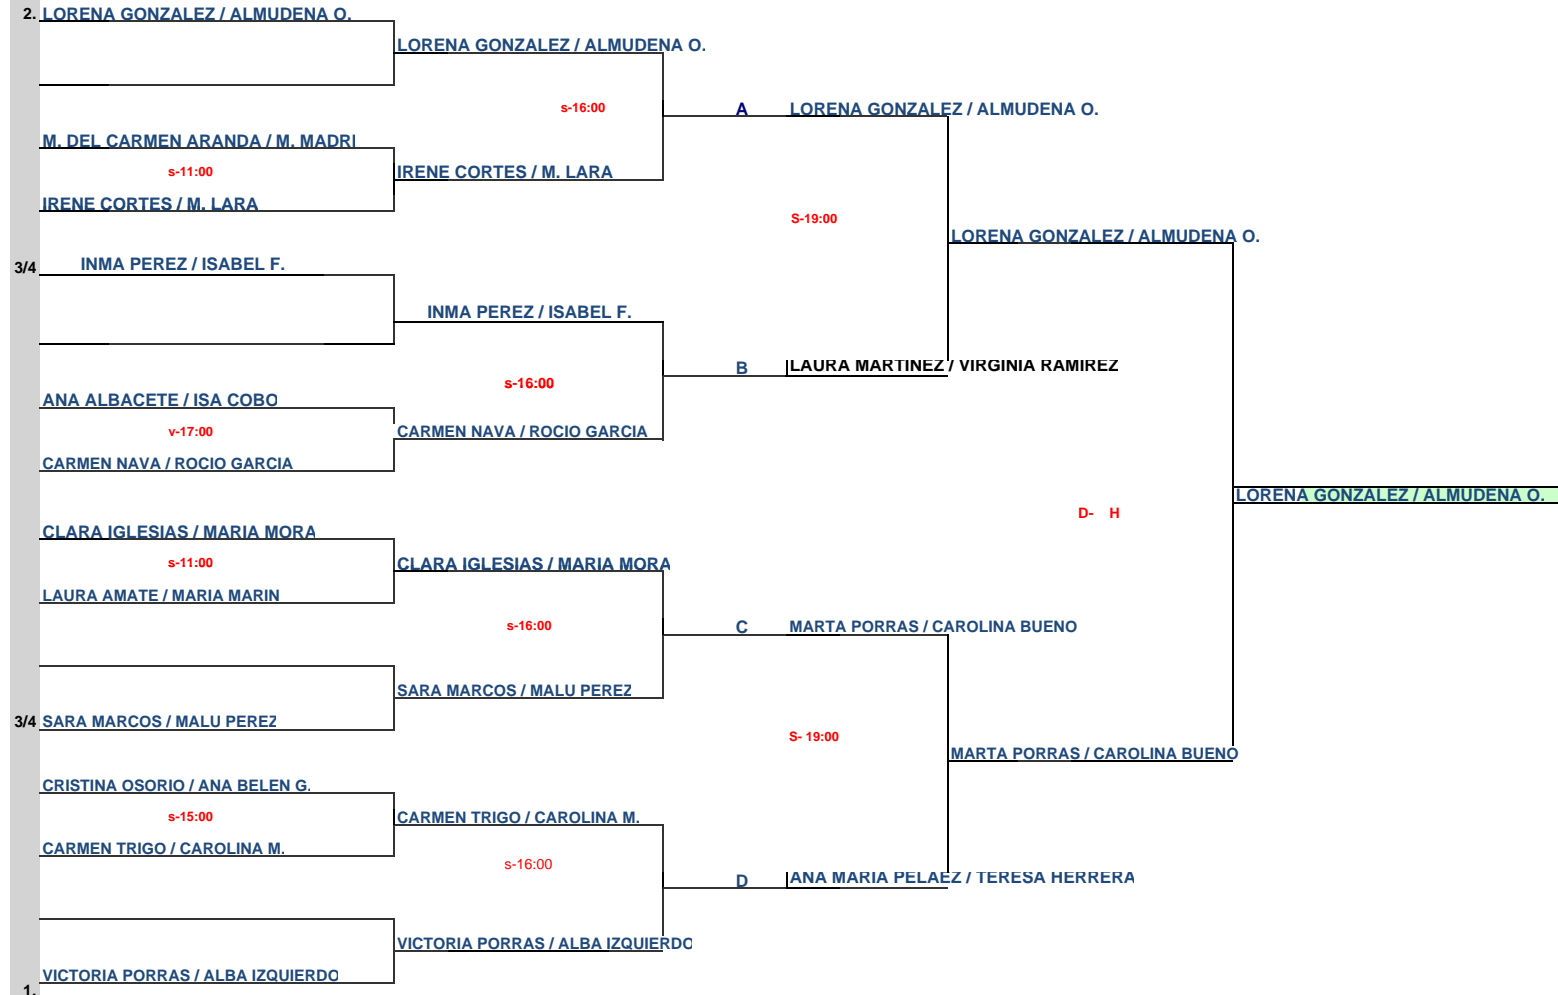 2. LORENA GONZALEZ / ALMUDENA O.
LORENA GONZALEZ / ALMUDENA O.
s-16:00
A LORENA GONZALEZ / ALMUDENA O.
M. DEL CARMEN ARANDA / M. MADRI
s-11:00
IRENE CORTES / M. LARA
IRENE CORTES / M. LARA
S-19:00
LORENA GONZALEZ / ALMUDENA O.
3/4 INMA PEREZ / ISABEL F.
INMA PEREZ / ISABEL F.
B LAURA MARTINEZ / VIRGINIA RAMIREZ
s-16:00
ANA ALBACETE / ISA COBO
v-17:00
CARMEN NAVA / ROCIO GARCIA
CARMEN NAVA / ROCIO GARCIA
LORENA GONZALEZ / ALMUDENA O.
D- H
CLARA IGLESIAS / MARIA MORA
s-11:00
CLARA IGLESIAS / MARIA MORA
LAURA AMATE / MARIA MARIN
s-16:00
C MARTA PORRAS / CAROLINA BUENO
SARA MARCOS / MALU PEREZ
3/4 SARA MARCOS / MALU PEREZ
S- 19:00
MARTA PORRAS / CAROLINA BUENO
CRISTINA OSORIO / ANA BELEN G.
s-15:00
CARMEN TRIGO / CAROLINA M.
CARMEN TRIGO / CAROLINA M.
s-16:00
D ANA MARIA PELAEZ / TERESA HERRERA
VICTORIA PORRAS / ALBA IZQUIERDO
VICTORIA PORRAS / ALBA IZQUIERDO
1.